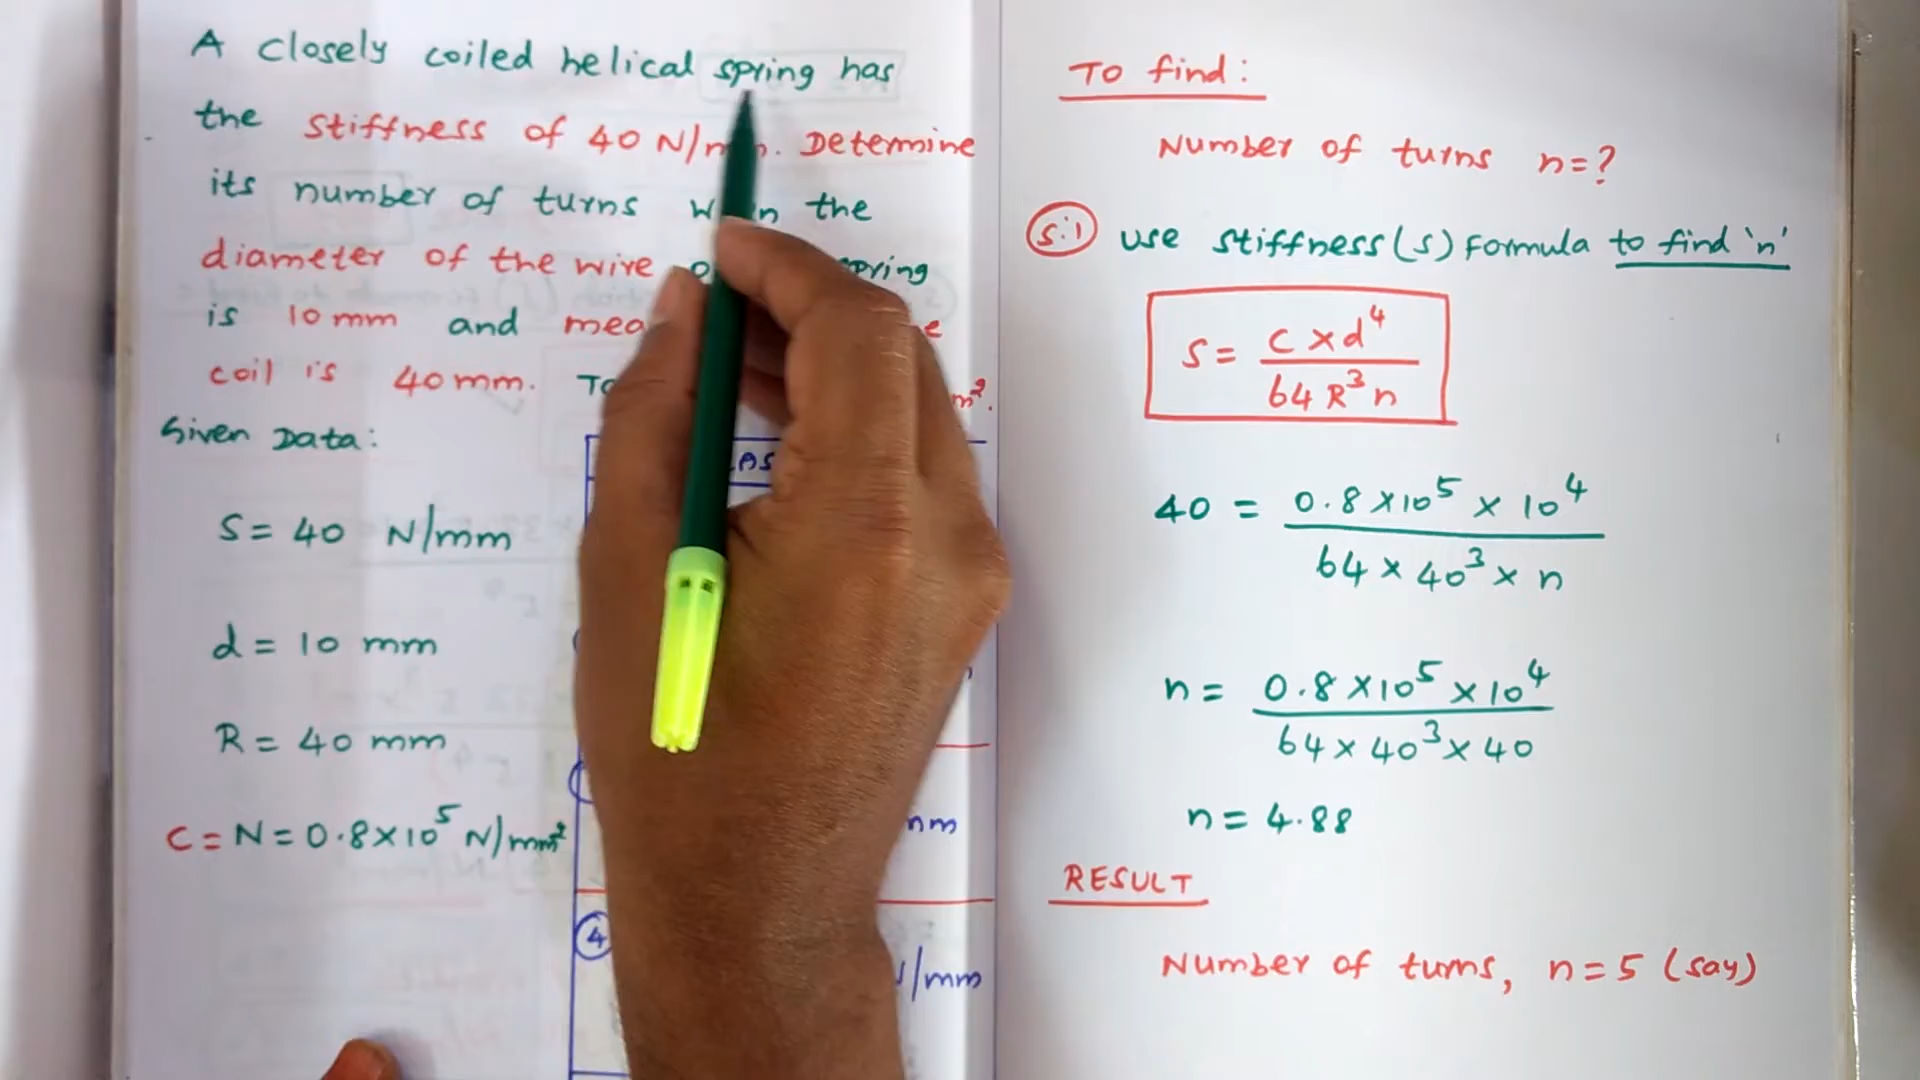 A closely coiled helical spring has
the stiffness of 40 N/ . Determine
its number of turns the
diameter of the wire
is 10 mm and
coil is 40 mm.
Given Data:
S = 40 N/mm
d = 10 mm
R = 40 mm
C = N = 0.8 × 10⁵ N/mm²
4
To find:
Number of turns n = ?
S:1 Use stiffness (S) formula to find 'n'
S = C × d⁴ / 64 R³ n
40 = 0.8 × 10⁵ × 10⁴ / 64 × 40³ × n
n = 0.8 × 10⁵ × 10⁴ / 64 × 40³ × 40
n = 4.88
RESULT
Number of turns, n = 5 (say)